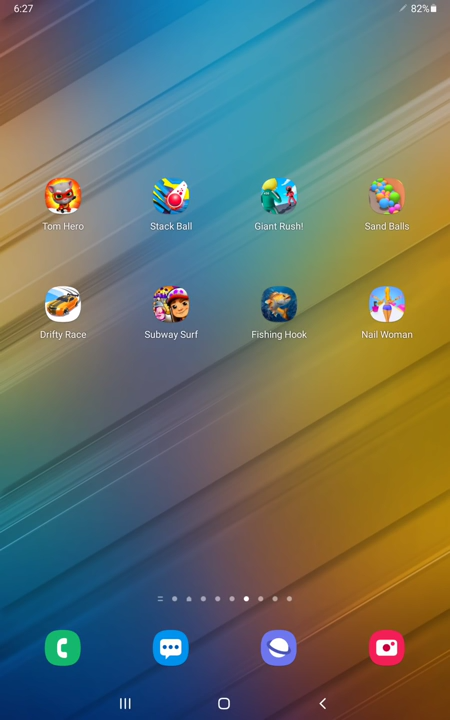 6:27
82%
Tom Hero
Stack Ball
Giant Rush!
Sand Balls
Drifty Race
Subway Surf
Fishing Hook
Nail Woman